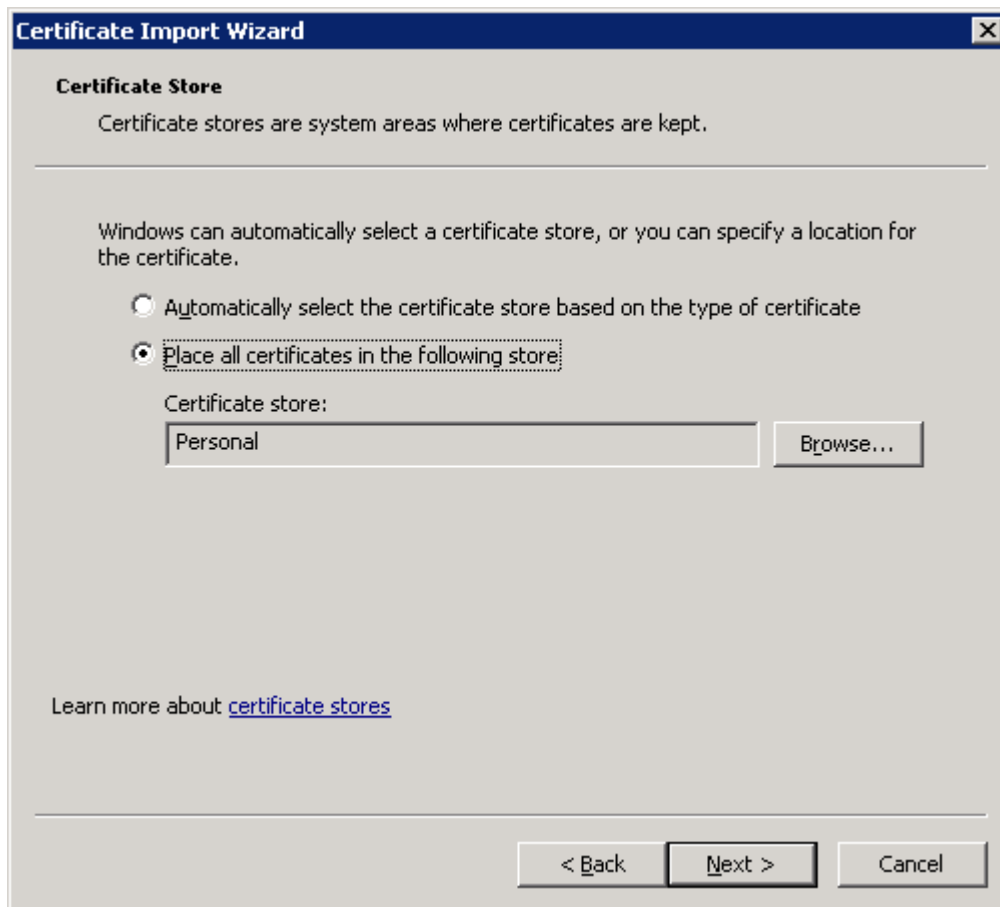 Certificate Import Wizard
Certificate Store
Certificate stores are system areas where certificates are kept.
Windows can automatically select a certificate store, or you can specify a location for
the certificate.
Automatically select the certificate store based on the type of certificate
Place all certificates in the following store
Certificate store:
Personal
Browse...
Learn more about certificate stores
< Back
Next >
Cancel